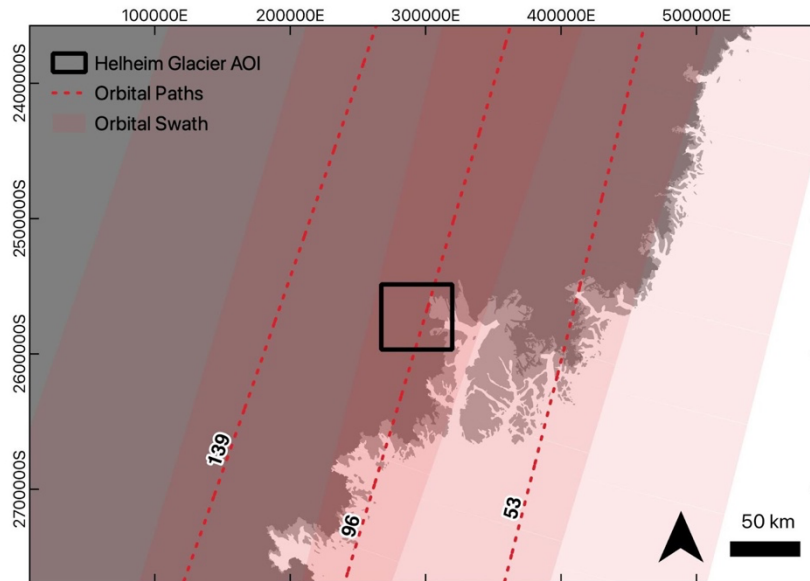 100000E 200000E 300000E 400000E 500000E
Helheim Glacier AOI
Orbital Paths
Orbital Swath
2400000S
2500000S
2600000S
2700000S
139
96
53
50 km